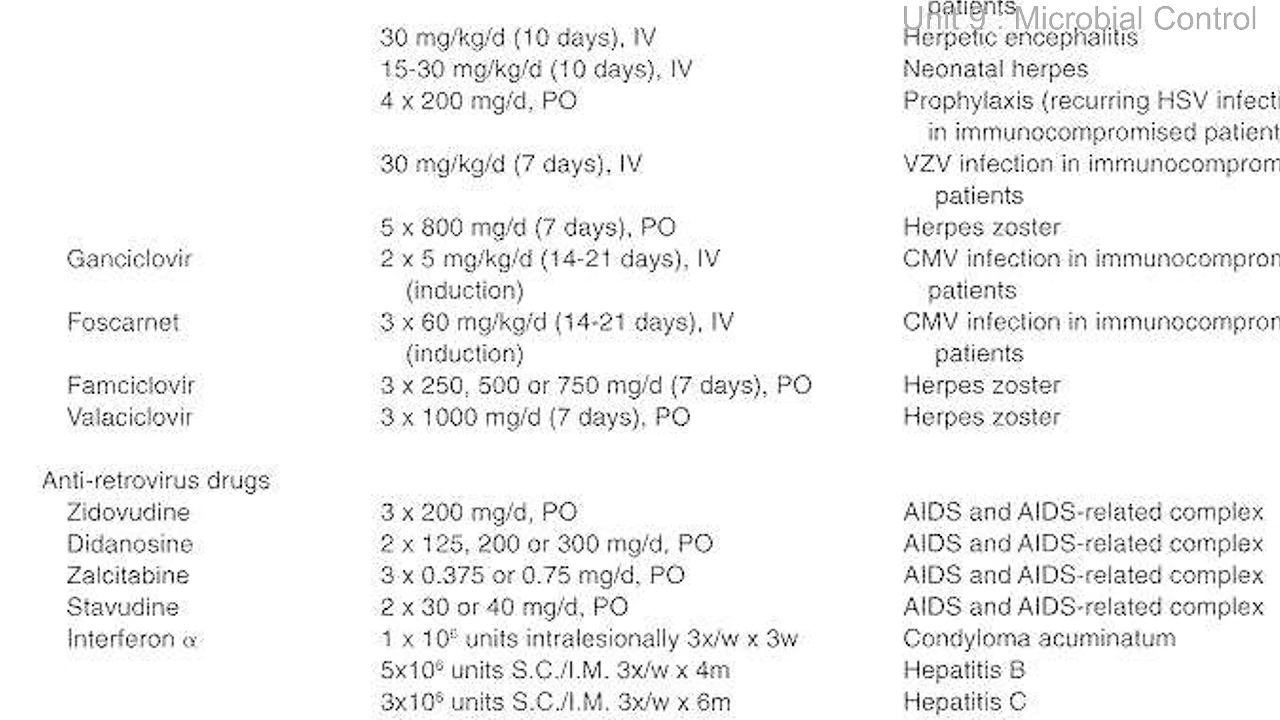 patients
Unit 9 Microbial Control
30 mg/kg/d (10 days), IV Herpetic encephalitis
15-30 mg/kg/d (10 days), IV Neonatal herpes
4 x 200 mg/d, PO Prophylaxis (recurring HSV infecti
in immunocompromised patient
30 mg/kg/d (7 days), IV VZV infection in immunocomprom
patients
5 x 800 mg/d (7 days), PO Herpes zoster
Ganciclovir 2 x 5 mg/kg/d (14-21 days), IV CMV infection in immunocomprom
(induction) patients
Foscarnet 3 x 60 mg/kg/d (14-21 days), IV CMV infection in immunocomprom
(induction) patients
Famciclovir 3 x 250, 500 or 750 mg/d (7 days), PO Herpes zoster
Valaciclovir 3 x 1000 mg/d (7 days), PO Herpes zoster
Anti-retrovirus drugs
Zidovudine 3 x 200 mg/d, PO AIDS and AIDS-related complex
Didanosine 2 x 125, 200 or 300 mg/d, PO AIDS and AIDS-related complex
Zalcitabine 3 x 0.375 or 0.75 mg/d, PO AIDS and AIDS-related complex
Stavudine 2 x 30 or 40 mg/d, PO AIDS and AIDS-related complex
Interferon α 1 x 10⁶ units intralesionally 3x/w x 3w Condyloma acuminatum
5x10⁶ units S.C./I.M. 3x/w x 4m Hepatitis B
3x10⁶ units S.C./I.M. 3x/w x 6m Hepatitis C